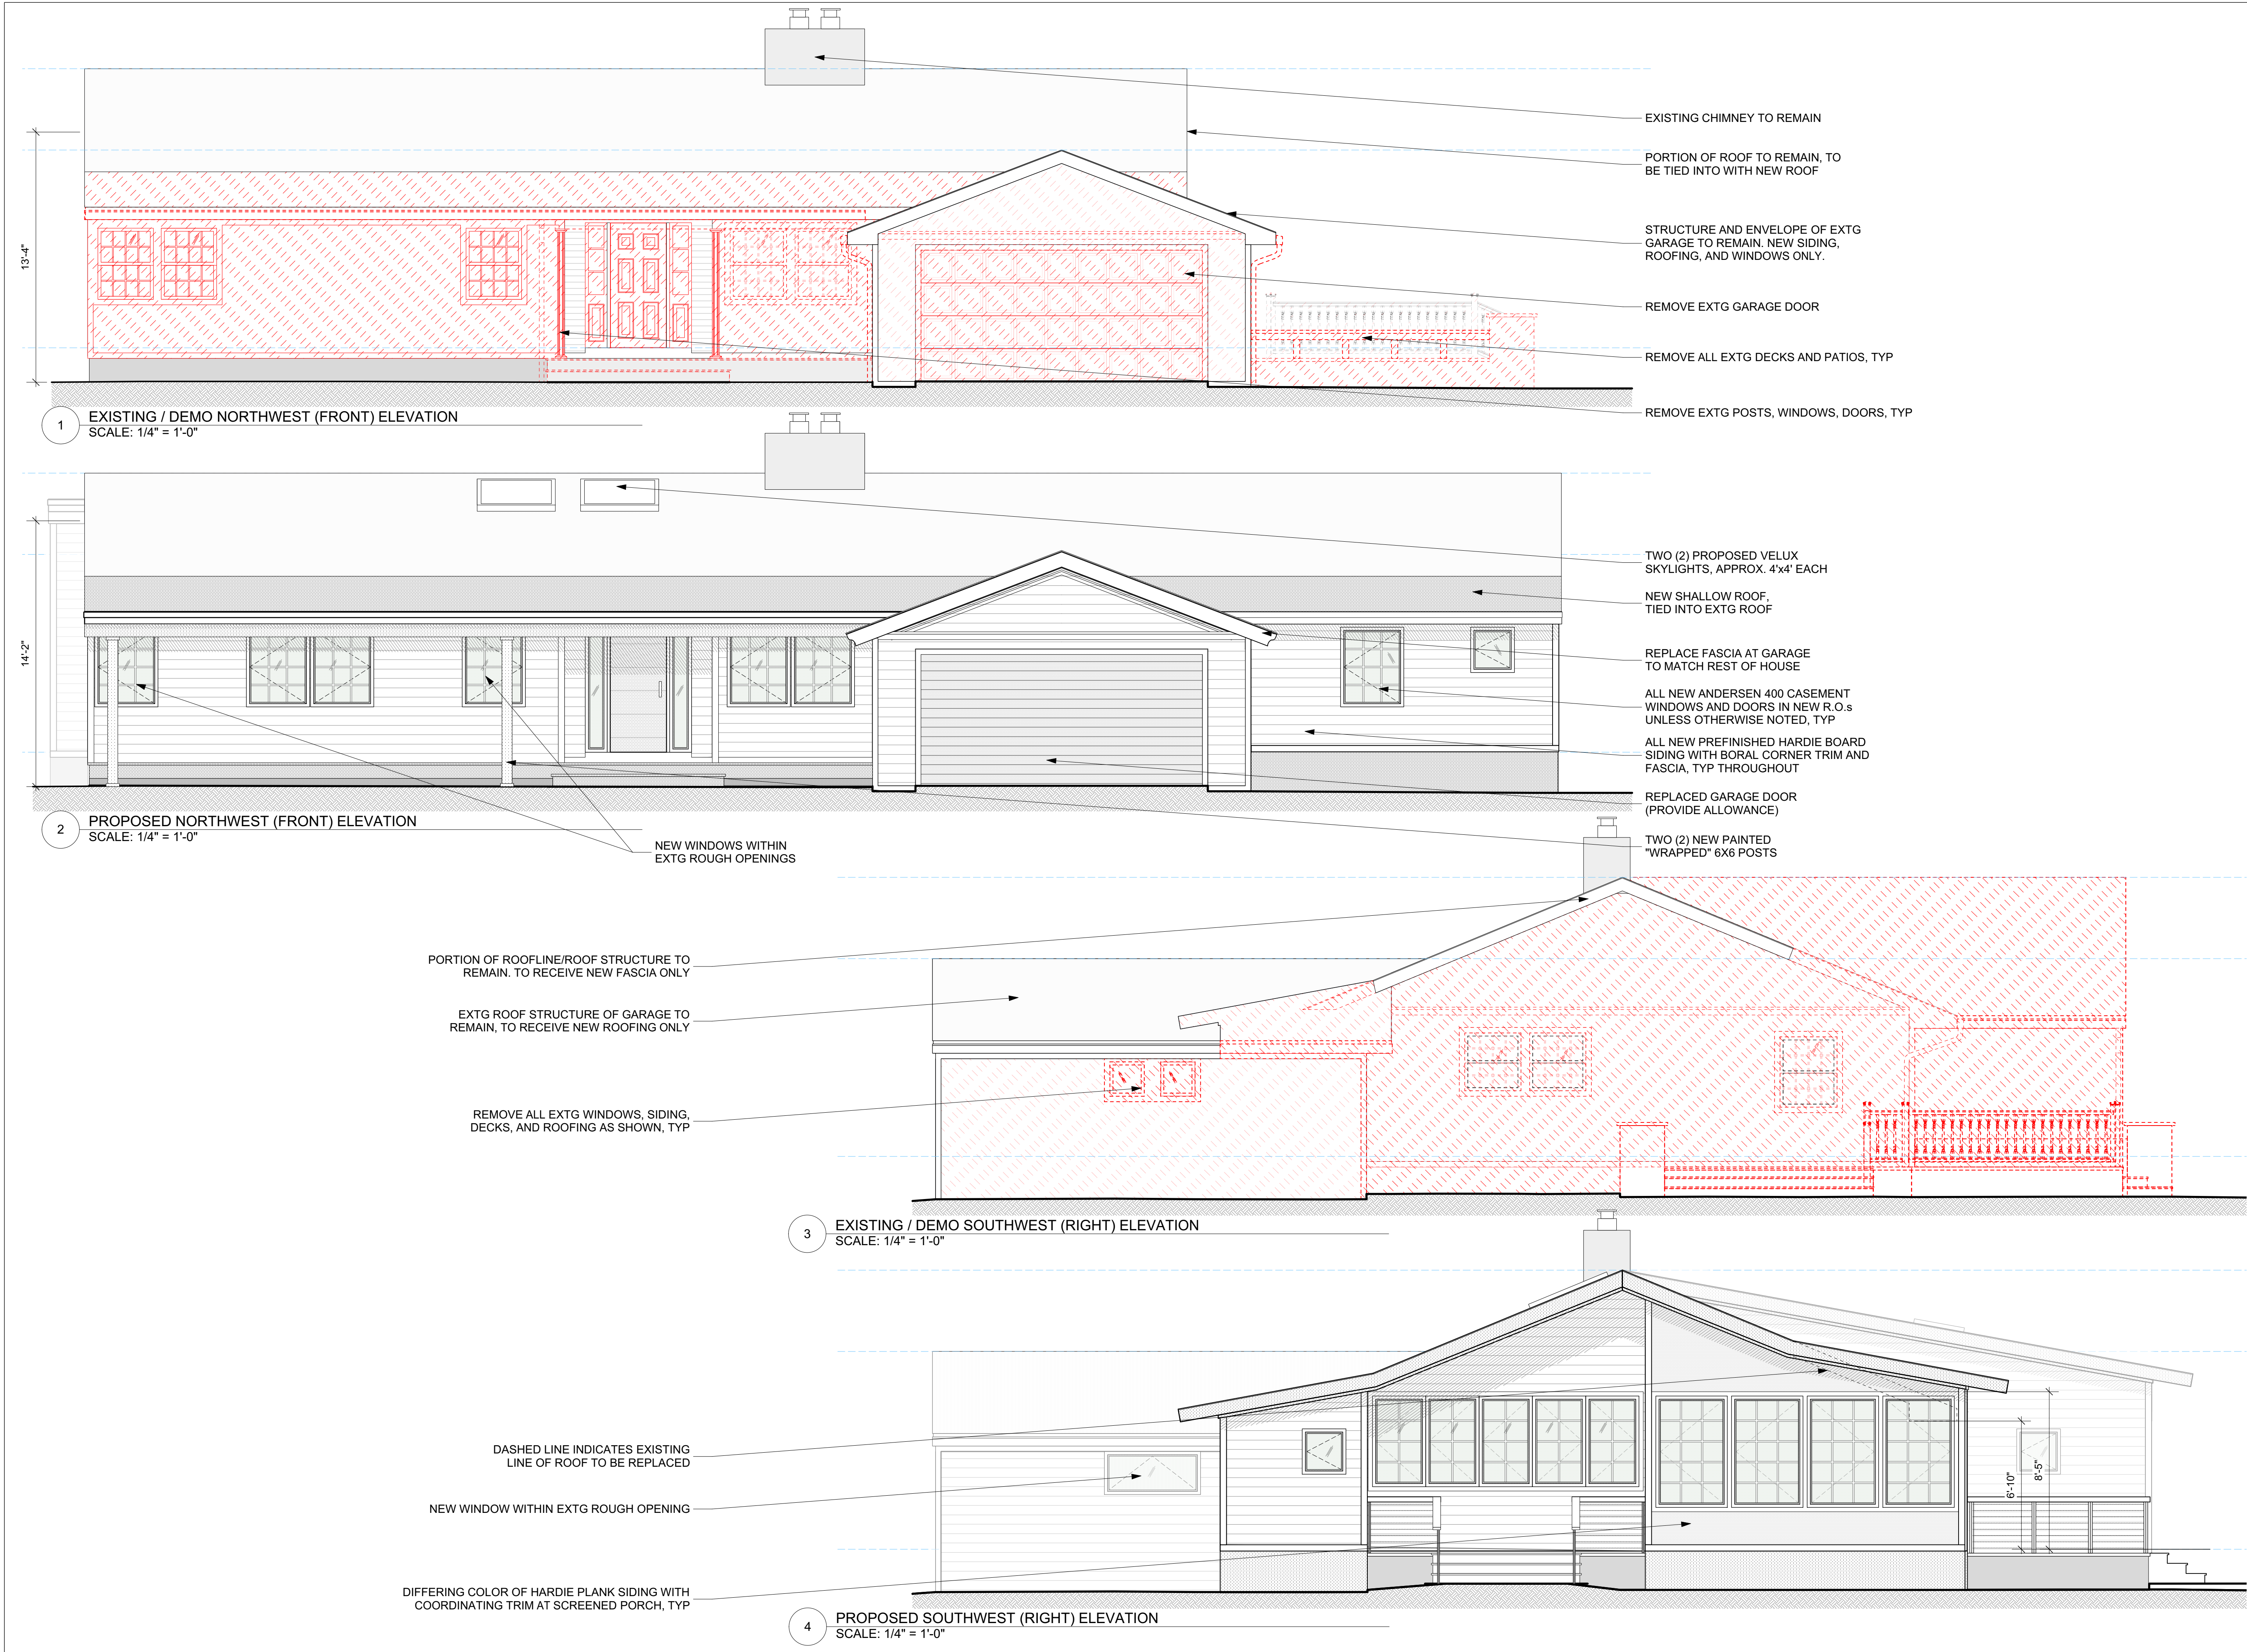 EXISTING CHIMNEY TO REMAIN
PORTION OF ROOF TO REMAIN, TO
BE TIED INTO WITH NEW ROOF
STRUCTURE AND ENVELOPE OF EXTG
GARAGE TO REMAIN. NEW SIDING,
ROOFING, AND WINDOWS ONLY.
REMOVE EXTG GARAGE DOOR
REMOVE ALL EXTG DECKS AND PATIOS, TYP
REMOVE EXTG POSTS, WINDOWS, DOORS, TYP
13'-4"
1
EXISTING / DEMO NORTHWEST (FRONT) ELEVATION
SCALE: 1/4" = 1'-0"
TWO (2) PROPOSED VELUX
SKYLIGHTS, APPROX. 4'x4' EACH
NEW SHALLOW ROOF,
TIED INTO EXTG ROOF
REPLACE FASCIA AT GARAGE
TO MATCH REST OF HOUSE
ALL NEW ANDERSEN 400 CASEMENT
WINDOWS AND DOORS IN NEW R.O.s
UNLESS OTHERWISE NOTED, TYP
ALL NEW PREFINISHED HARDIE BOARD
SIDING WITH BORAL CORNER TRIM AND
FASCIA, TYP THROUGHOUT
REPLACED GARAGE DOOR
(PROVIDE ALLOWANCE)
TWO (2) NEW PAINTED
"WRAPPED" 6X6 POSTS
14'-2"
2
PROPOSED NORTHWEST (FRONT) ELEVATION
SCALE: 1/4" = 1'-0"
NEW WINDOWS WITHIN
EXTG ROUGH OPENINGS
PORTION OF ROOFLINE/ROOF STRUCTURE TO
REMAIN. TO RECEIVE NEW FASCIA ONLY
EXTG ROOF STRUCTURE OF GARAGE TO
REMAIN, TO RECEIVE NEW ROOFING ONLY
REMOVE ALL EXTG WINDOWS, SIDING,
DECKS, AND ROOFING AS SHOWN, TYP
3
EXISTING / DEMO SOUTHWEST (RIGHT) ELEVATION
SCALE: 1/4" = 1'-0"
DASHED LINE INDICATES EXISTING
LINE OF ROOF TO BE REPLACED
NEW WINDOW WITHIN EXTG ROUGH OPENING
DIFFERING COLOR OF HARDIE PLANK SIDING WITH
COORDINATING TRIM AT SCREENED PORCH, TYP
6'-10"
8'-5"
4
PROPOSED SOUTHWEST (RIGHT) ELEVATION
SCALE: 1/4" = 1'-0"